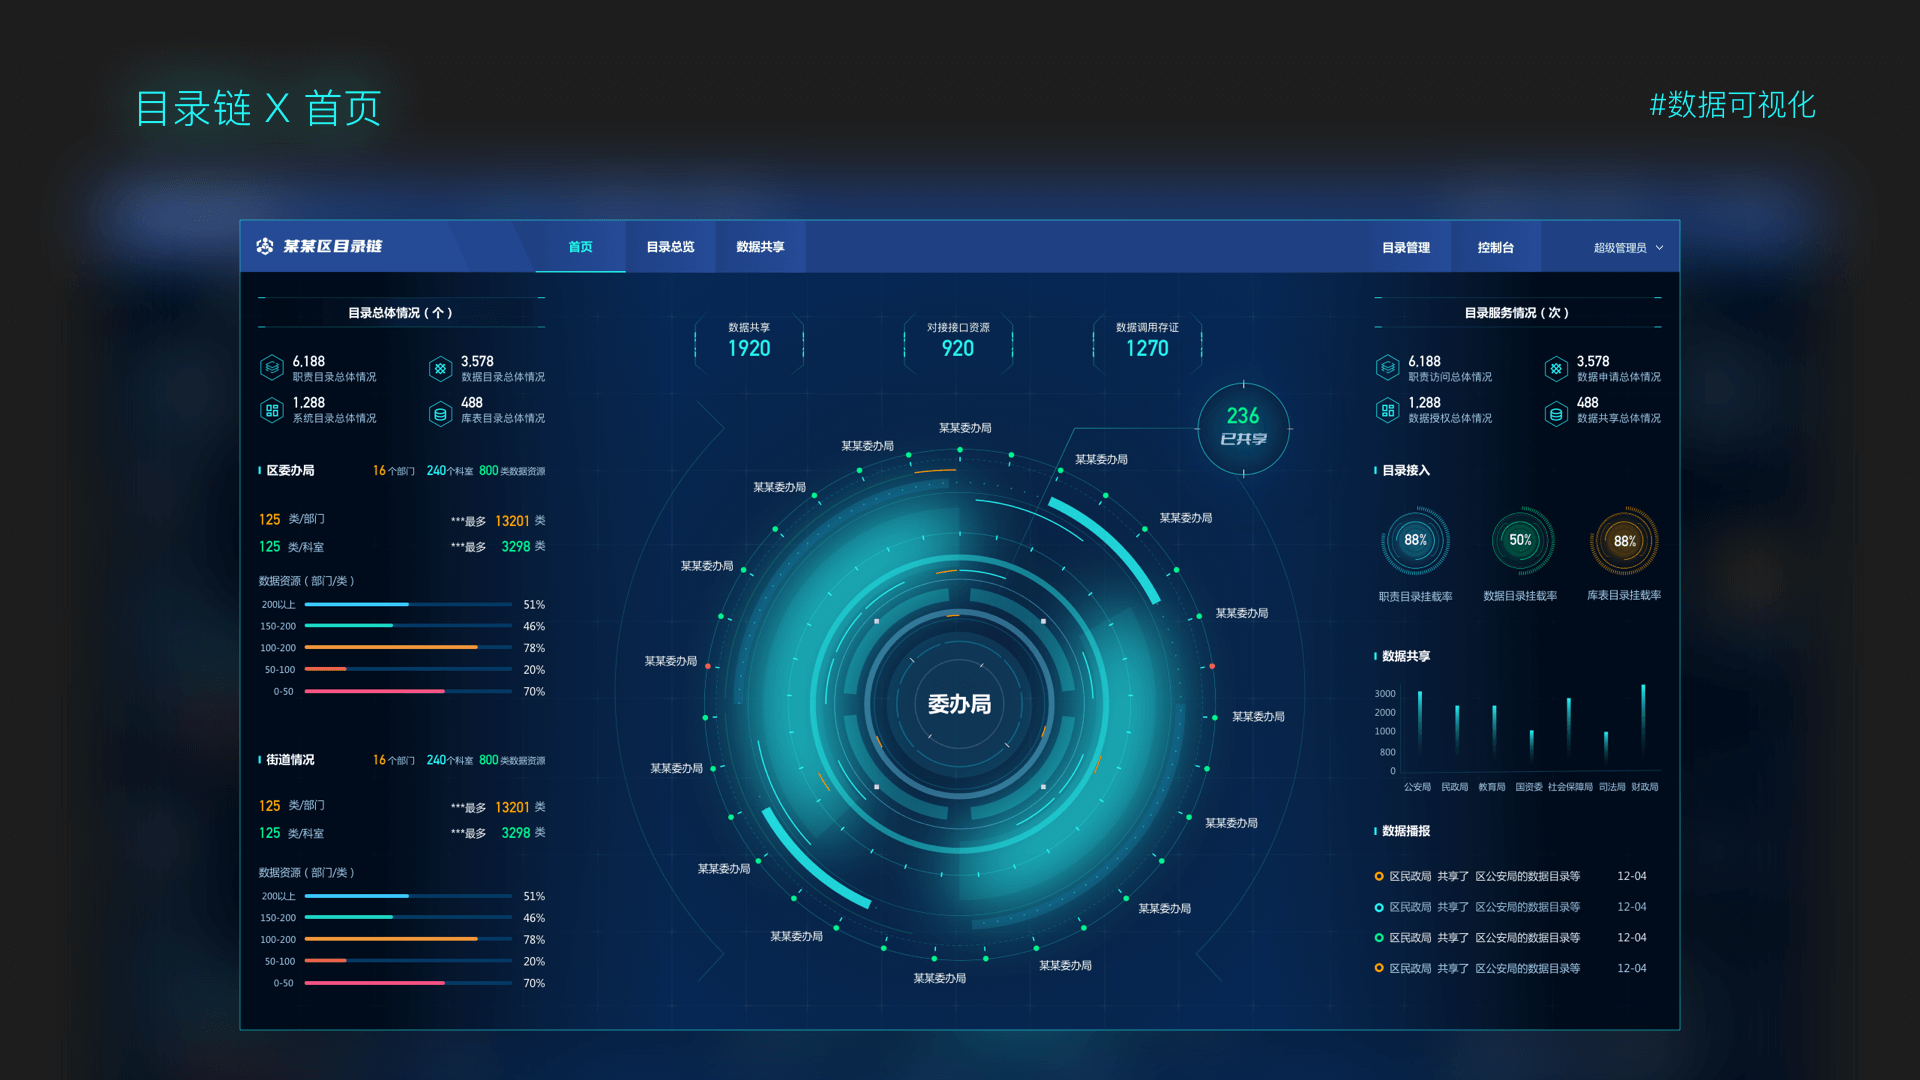 目录链 X 首页
#数据可视化
某某区目录链
首页
目录总览
数据共享
目录管理
控制台
超级管理员
目录总体情况（个）
6,188
职责目录总体情况
3,578
数据目录总体情况
1,288
系统目录总体情况
488
库表目录总体情况
区委办局
16个部门 240个科室 800类数据资源
125 类/部门
***最多 13201 类
125 类/科室
***最多 3298 类
数据资源（部门/类）
200以上 51%
150-200 46%
100-200 78%
50-100 20%
0-50 70%
街道情况
16个部门 240个科室 800类数据资源
125 类/部门
***最多 13201 类
125 类/科室
***最多 3298 类
数据资源（部门/类）
200以上 51%
150-200 46%
100-200 78%
50-100 20%
0-50 70%
数据共享
1920
对接接口资源
920
数据调用存证
1270
236
已共享
某某委办局
某某委办局
某某委办局
某某委办局
某某委办局
某某委办局
某某委办局
某某委办局
某某委办局
委办局
某某委办局
某某委办局
某某委办局
某某委办局
某某委办局
某某委办局
某某委办局
某某委办局
目录服务情况（次）
6,188
职责访问总体情况
3,578
数据申请总体情况
1,288
数据授权总体情况
488
数据共享总体情况
目录接入
88%
50%
88%
职责目录挂载率
数据目录挂载率
库表目录挂载率
数据共享
3000
2000
1000
800
0
公安局 民政局 教育局 国资委 社会保障局 司法局 财政局
数据播报
区民政局 共享了 区公安局的数据目录等 12-04
区民政局 共享了 区公安局的数据目录等 12-04
区民政局 共享了 区公安局的数据目录等 12-04
区民政局 共享了 区公安局的数据目录等 12-04